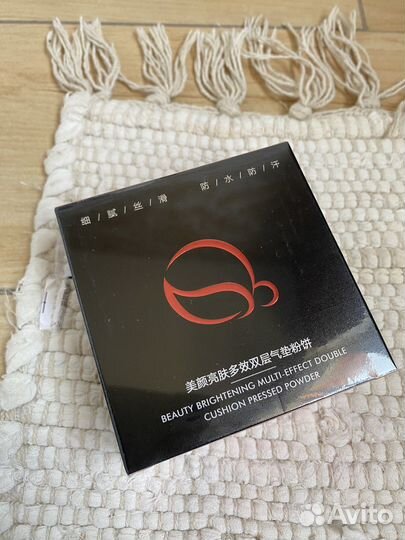 细/腻/丝/滑 防/水/防/汗
美颜亮肤多效双层气垫粉饼
BEAUTY BRIGHTENING MULTI-EFFECT DOUBLE
CUSHION PRESSED POWDER
Avito